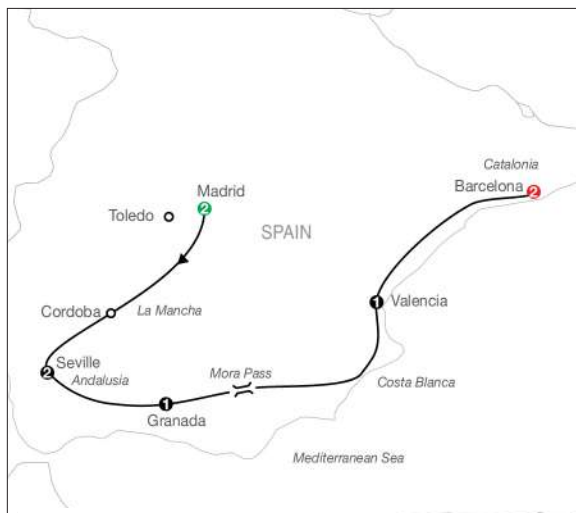 Catalonia
Barcelona
2
Madrid
2
Toledo
SPAIN
Valencia
1
Cordoba
La Mancha
Seville
2
Andalusia
Mora Pass
Costa Blanca
1
Granada
Mediterranean Sea